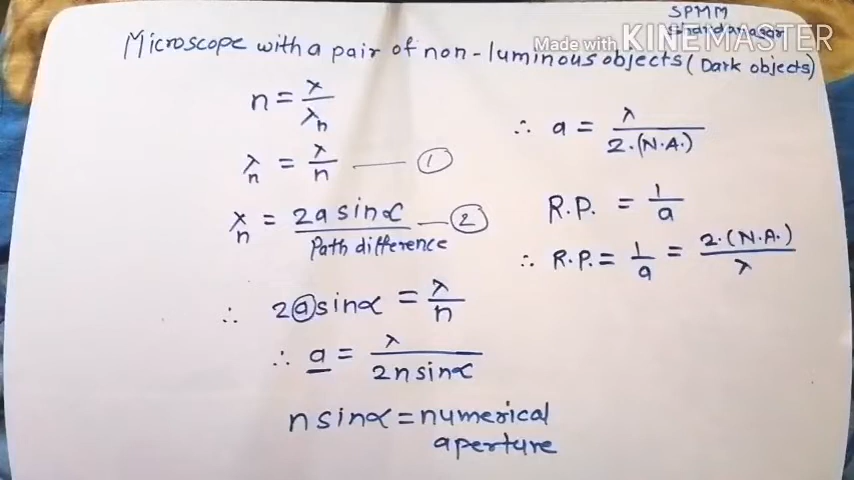 SPMM
Shardanagar
Made with KINEMASTER
Microscope with a pair of non-luminous objects (Dark objects)
n = λ/λn
λn = λ/n —— ①
λn = 2a sinα/Path difference — ②
∴ 2a sinα = λ/n
∴ a = λ/2n sinα
n sinα = numerical
aperture
∴ a = λ/2.(N.A.)
R.P. = 1/a
∴ R.P. = 1/a = 2.(N.A.)/λ